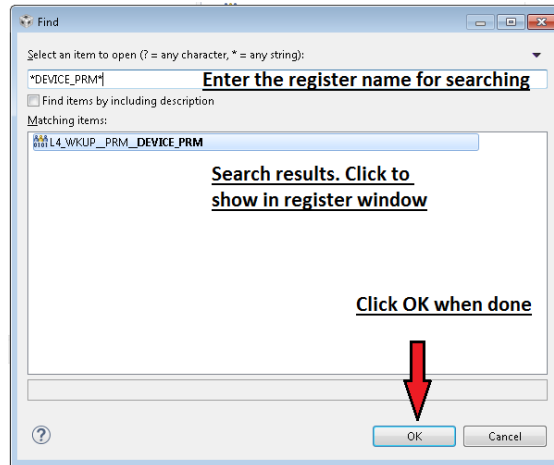 Find
Select an item to open (? = any character, * = any string):
*DEVICE_PRM*
Enter the register name for searching
Find items by including description
Matching items:
L4_WKUP__PRM__DEVICE_PRM
Search results. Click to
show in register window
Click OK when done
?
OK
Cancel